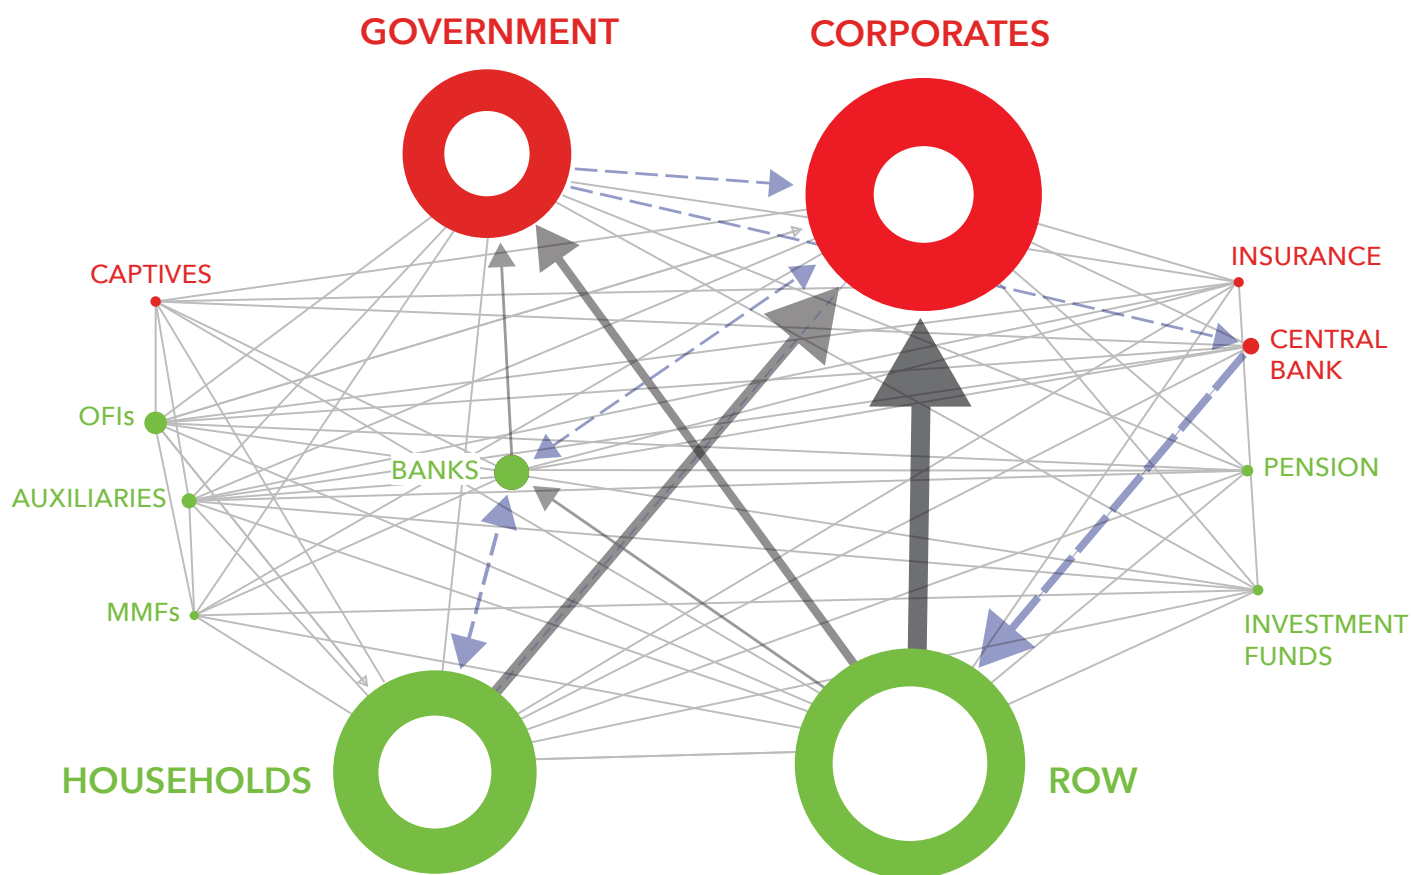 GOVERNMENT
CORPORATES
CAPTIVES
INSURANCE
CENTRAL
BANK
OFIs
BANKS
PENSION
AUXILIARIES
MMFs
INVESTMENT
FUNDS
HOUSEHOLDS
ROW